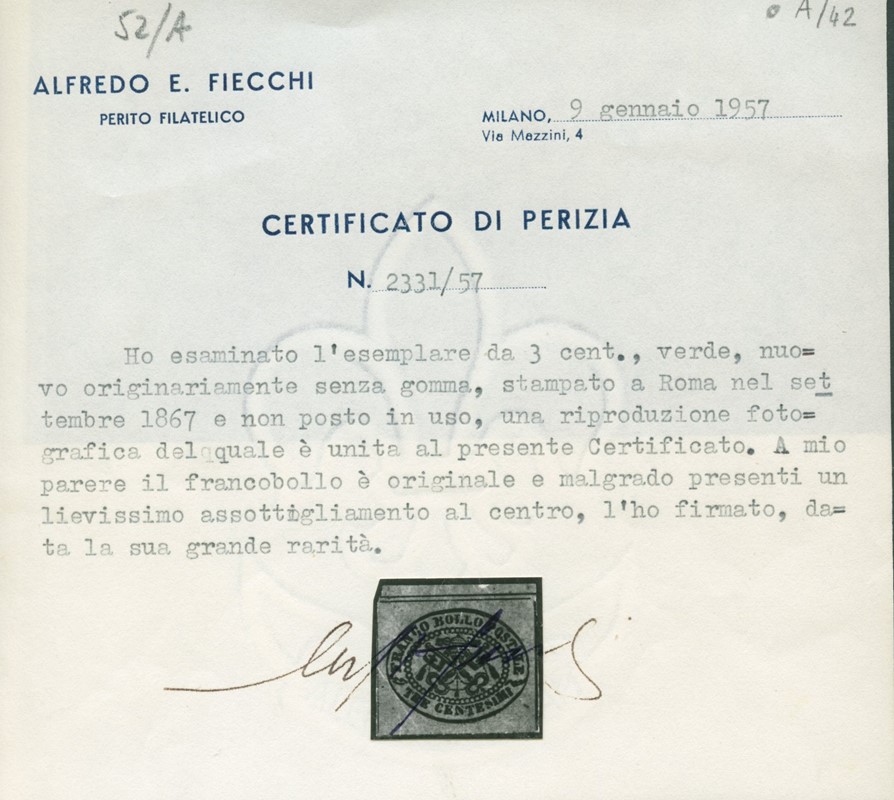 52/A
A/42
ALFREDO E. FIECCHI
PERITO FILATELICO
MILANO, 9 gennaio 1957
Via Mazzini, 4
CERTIFICATO DI PERIZIA
N. 2331/57
Ho esaminato l'esemplare da 3 cent., verde, nuo=
vo originariamente senza gomma, stampato a Roma nel set
tembre 1867 e non posto in uso, una riproduzione foto=
grafica del quale è unita al presente Certificato. A mio
parere il francobollo è originale e malgrado presenti un
lievissimo assottigliamento al centro, l'ho firmato, da=
ta la sua grande rarità.
FRANCO BOLLO POSTALE
TRE CENTESIMI